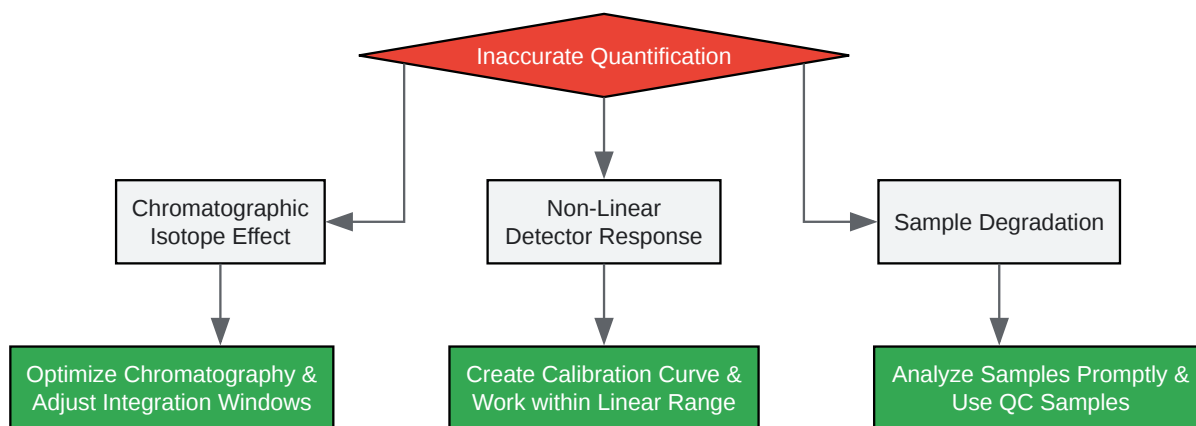 Inaccurate Quantification
Chromatographic
Isotope Effect
Non-Linear
Detector Response
Sample Degradation
Optimize Chromatography &
Adjust Integration Windows
Create Calibration Curve &
Work within Linear Range
Analyze Samples Promptly &
Use QC Samples